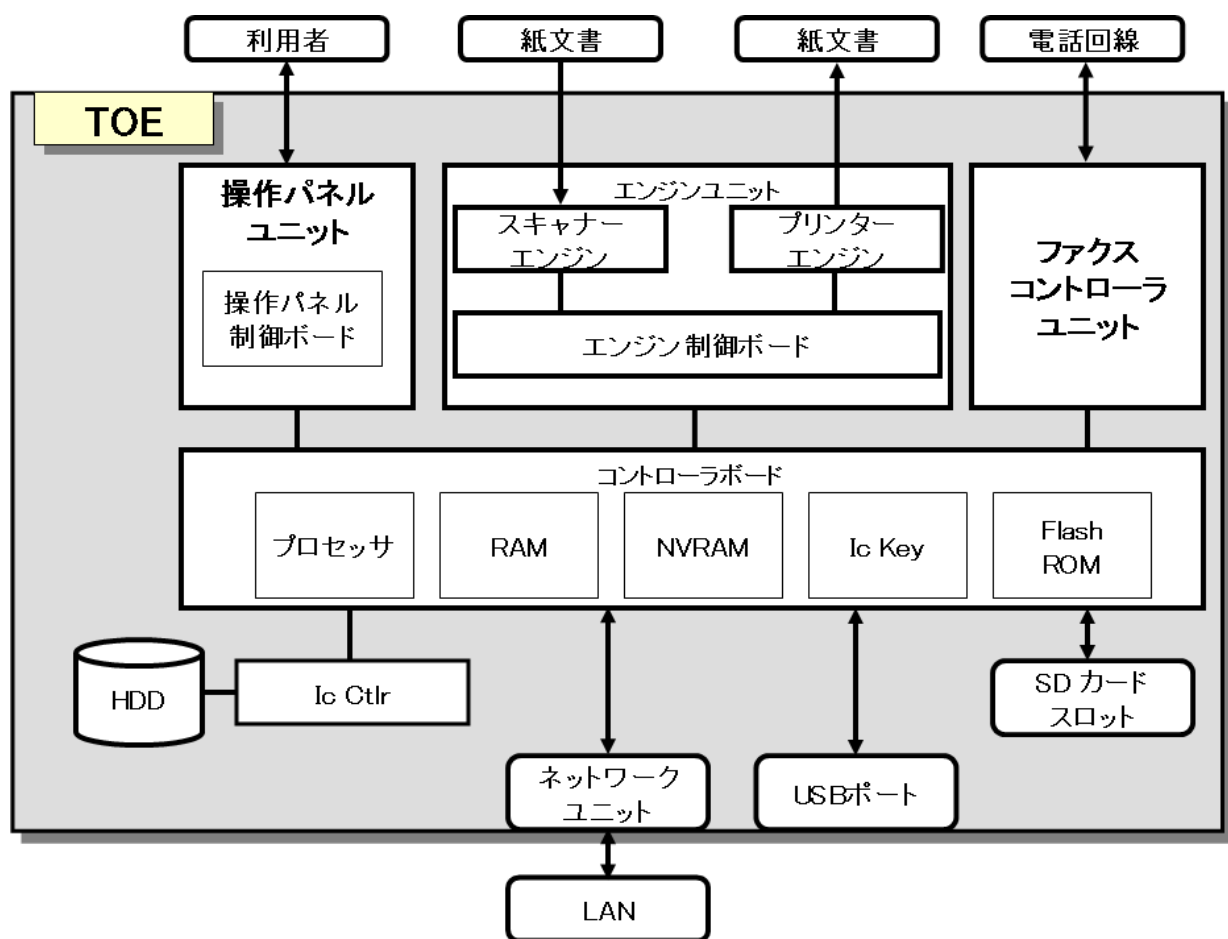 利用者
紙文書
紙文書
電話回線
TOE
操作パネル
ユニット
操作パネル
制御ボード
エンジンユニット
スキャナー
エンジン
プリンター
エンジン
エンジン制御ボード
ファクス
コントローラ
ユニット
コントローラボード
プロセッサ
RAM
NVRAM
Ic Key
Flash
ROM
HDD
Ic Ctlr
SD カード
スロット
ネットワーク
ユニット
USBポート
LAN